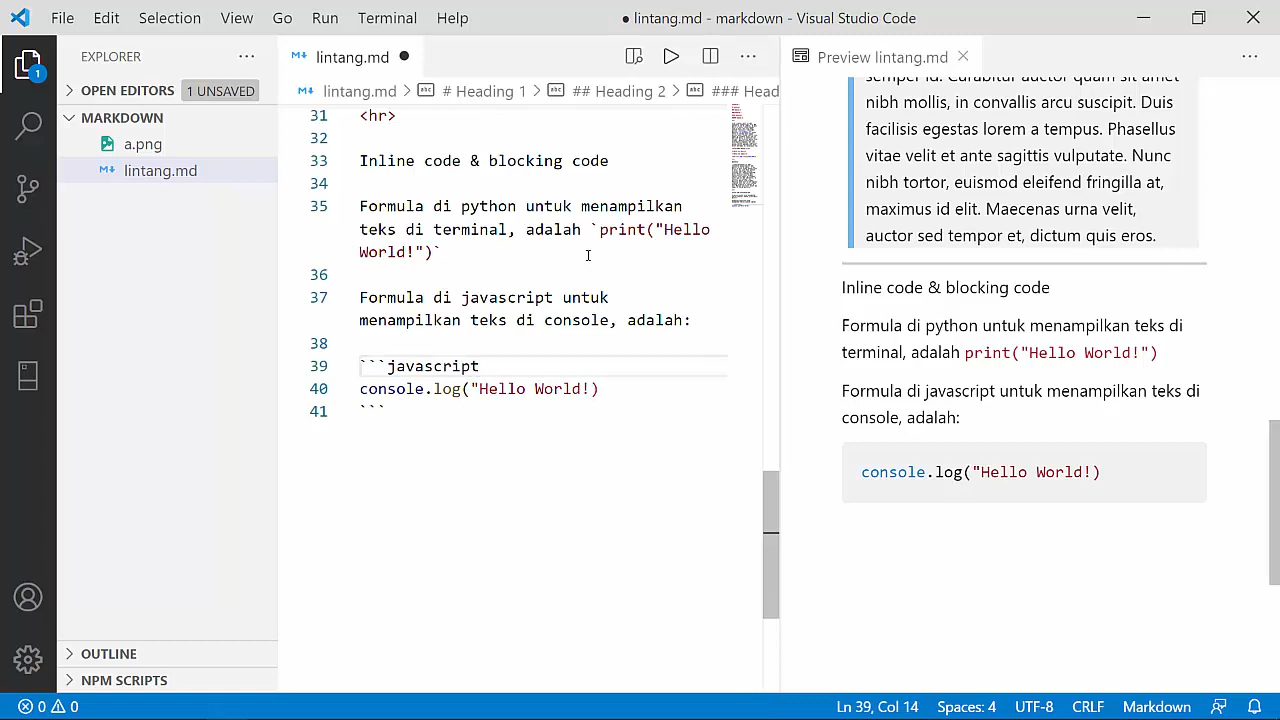 File Edit Selection View Go Run Terminal Help ● lintang.md - markdown - Visual Studio Code
EXPLORER
OPEN EDITORS 1 UNSAVED
MARKDOWN
a.png
lintang.md
OUTLINE
NPM SCRIPTS
1
lintang.md ●
lintang.md > # Heading 1 > ## Heading 2 > ### Head
31 <hr>
32
33 Inline code & blocking code
34
35 Formula di python untuk menampilkan
teks di terminal, adalah `print("Hello
World!")`
36
37 Formula di javascript untuk
menampilkan teks di console, adalah:
38
39 ```javascript
40 console.log("Hello World!)
41 ```
Preview lintang.md
semper id. Curabitur auctor quam sit amet
nibh mollis, in convallis arcu suscipit. Duis
facilisis egestas lorem a tempus. Phasellus
vitae velit et ante sagittis vulputate. Nunc
nibh tortor, euismod eleifend fringilla at,
maximus id elit. Maecenas urna velit,
auctor sed tempor et, dictum quis eros.
Inline code & blocking code
Formula di python untuk menampilkan teks di
terminal, adalah print("Hello World!")
Formula di javascript untuk menampilkan teks di
console, adalah:
console.log("Hello World!)
0 0 Ln 39, Col 14 Spaces: 4 UTF-8 CRLF Markdown